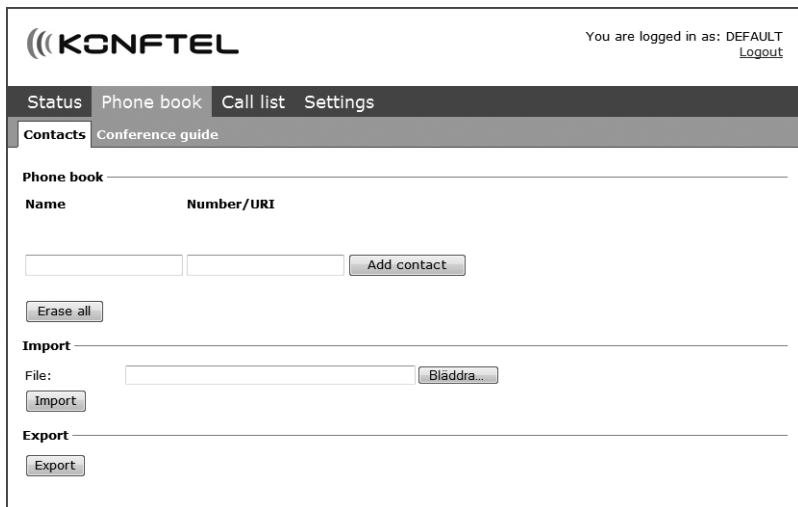 KONFTEL
You are logged in as: DEFAULT
Logout
Status Phone book Call list Settings
Contacts Conference guide
Phone book
Name Number/URI
Add contact
Erase all
Import
File: Bläddra...
Import
Export
Export